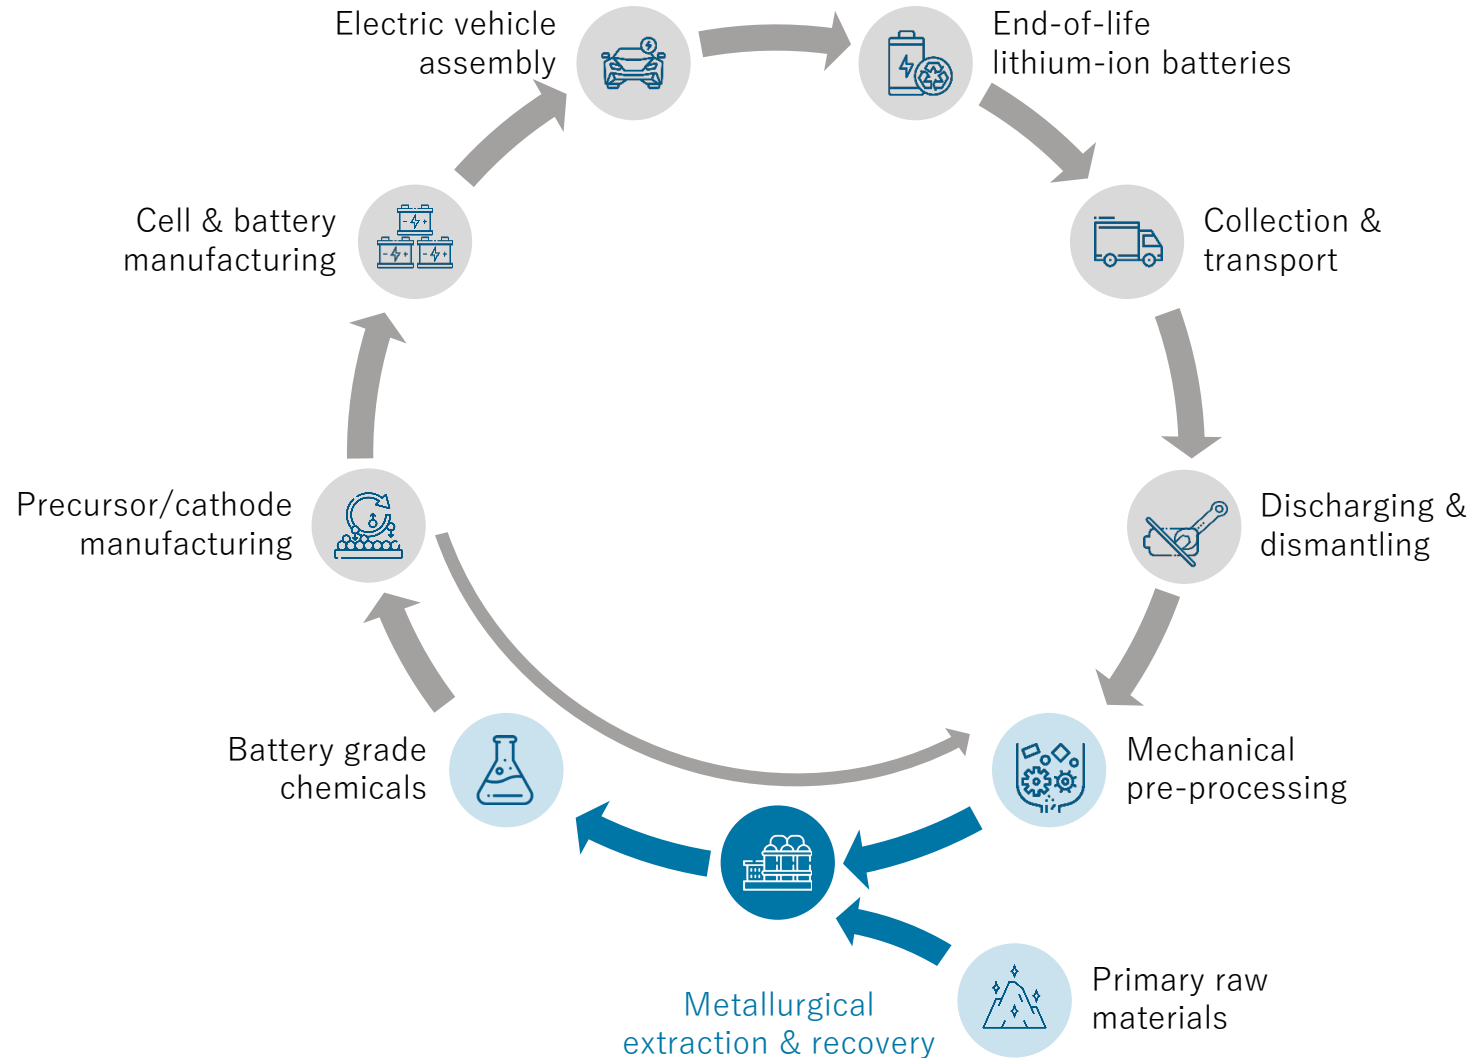 Electric vehicle
assembly
End-of-life
lithium-ion batteries
Cell & battery
manufacturing
Collection &
transport
Precursor/cathode
manufacturing
Discharging &
dismantling
Battery grade
chemicals
Mechanical
pre-processing
Metallurgical
extraction & recovery
Primary raw
materials